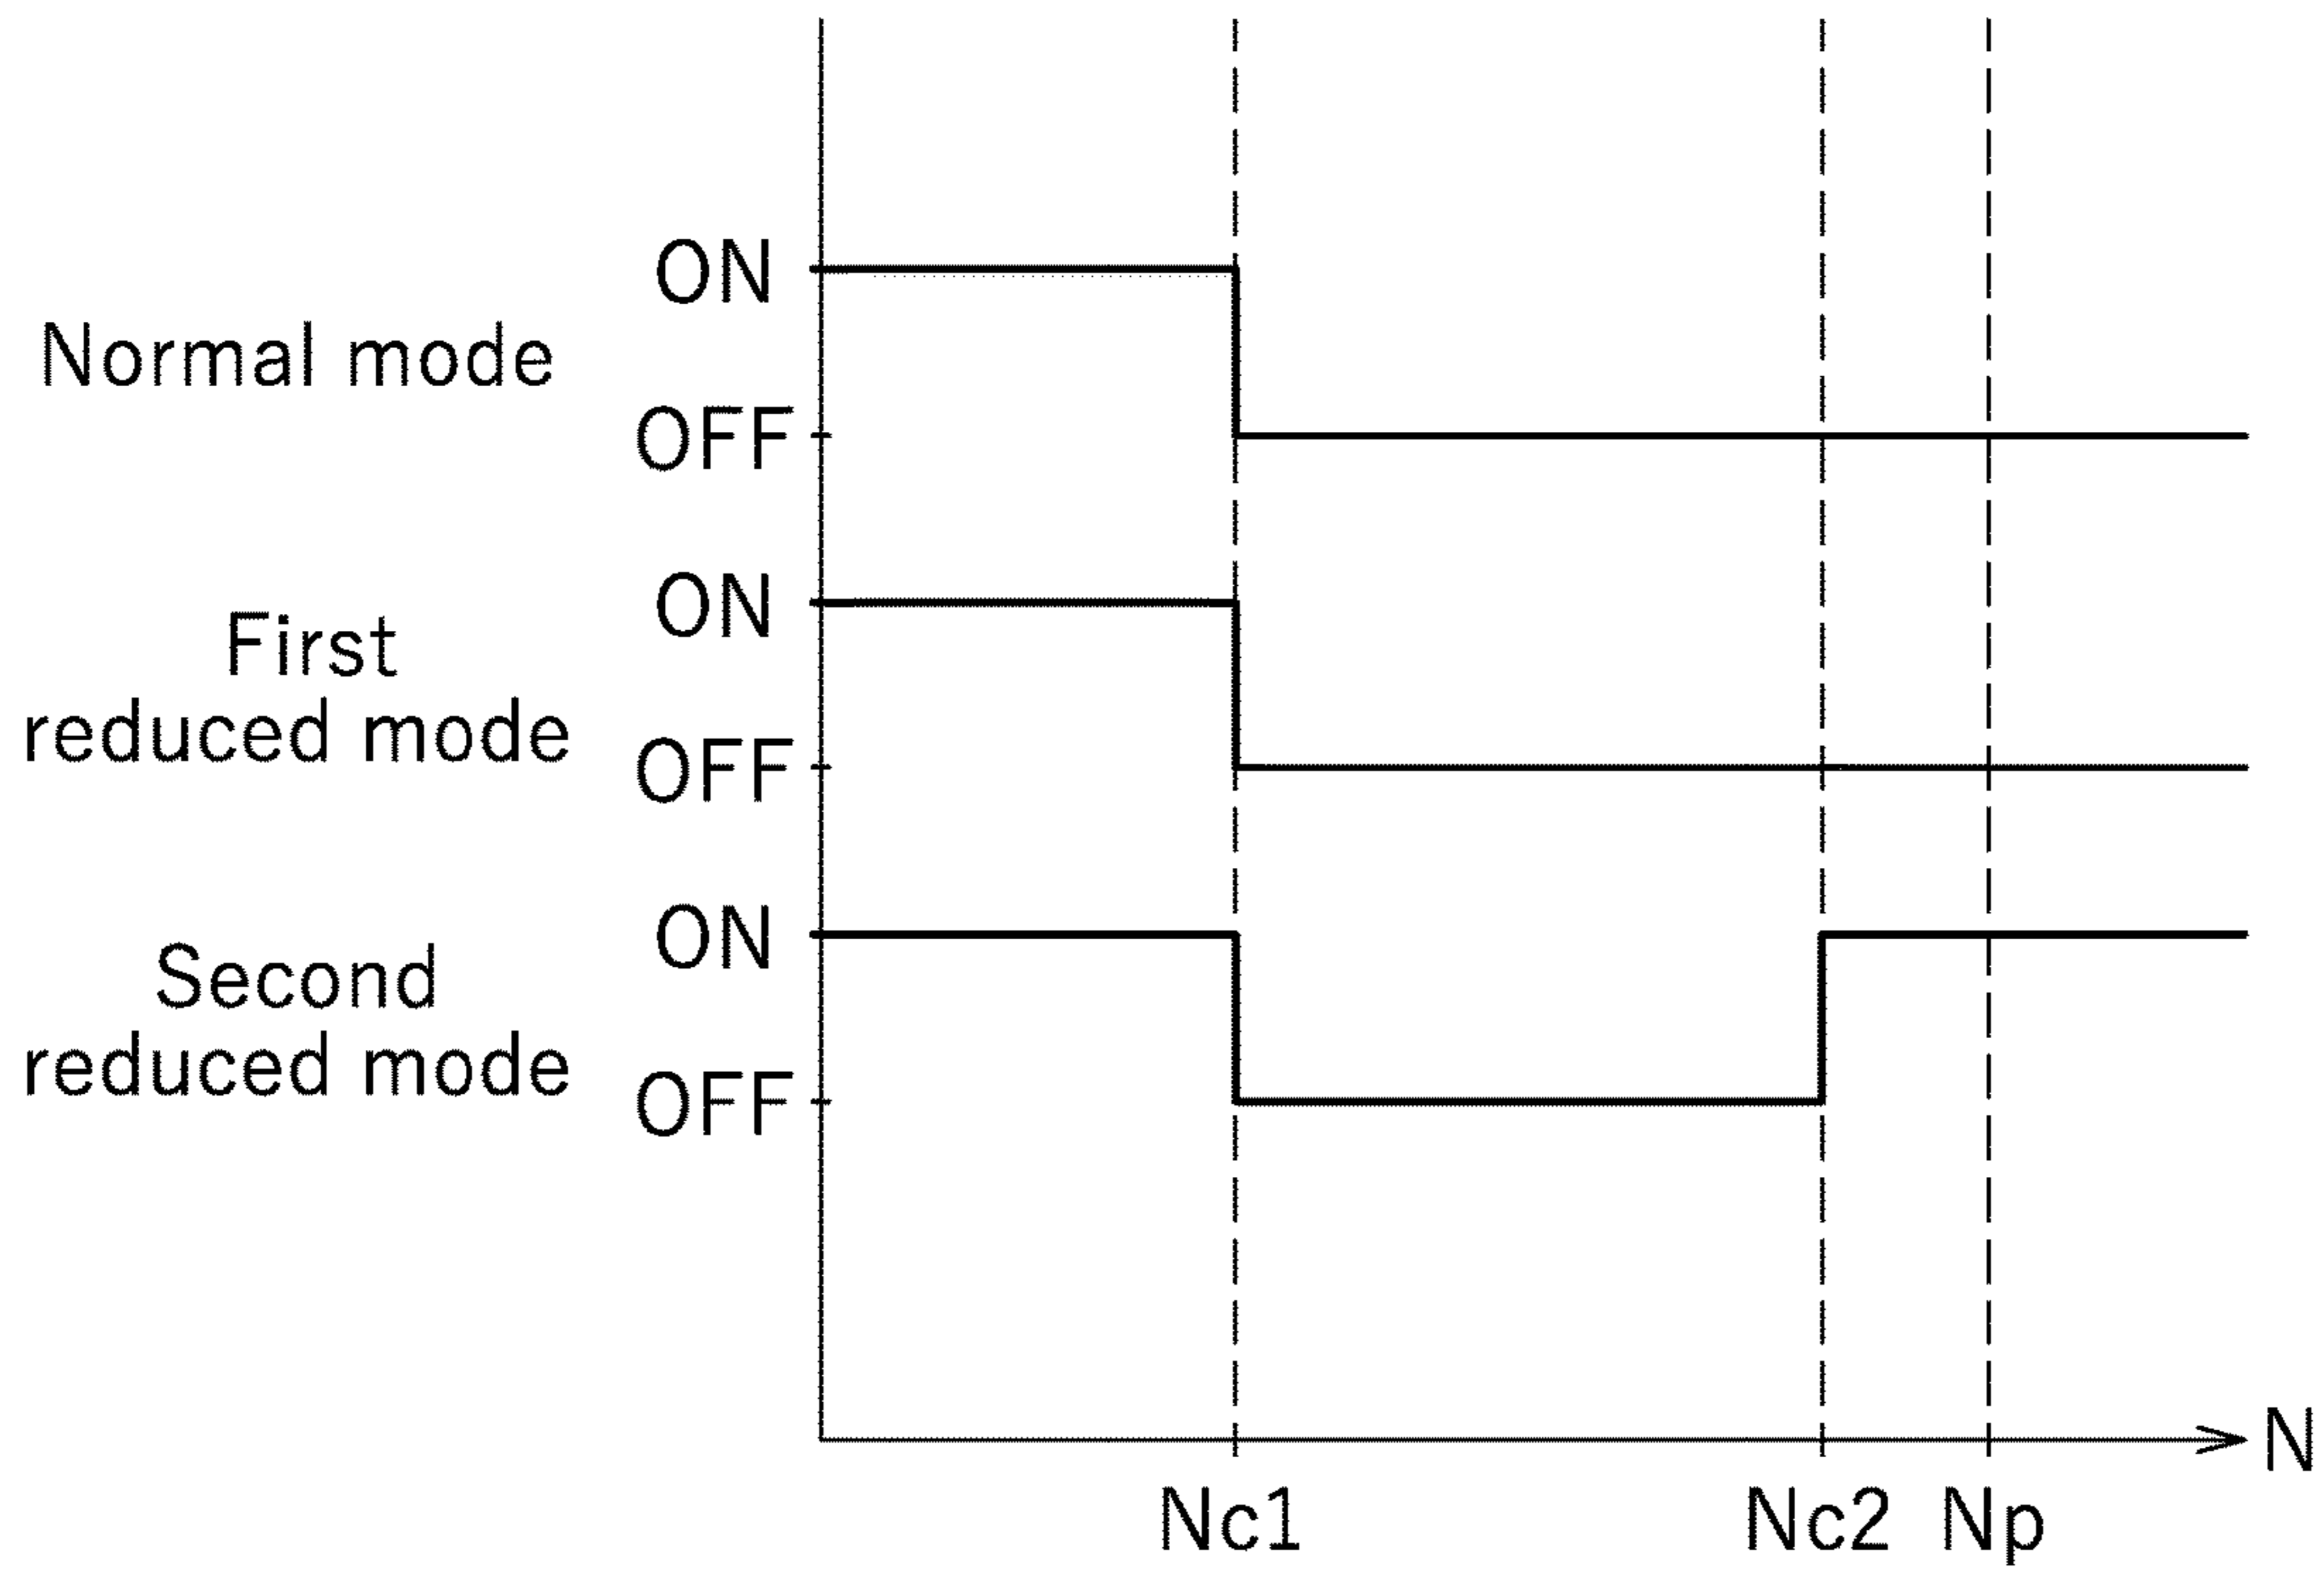 ON
Normal mode
OFF
ON
First
reduced mode
OFF
ON
Second
reduced mode
OFF
N
Nc1 Nc2 Np